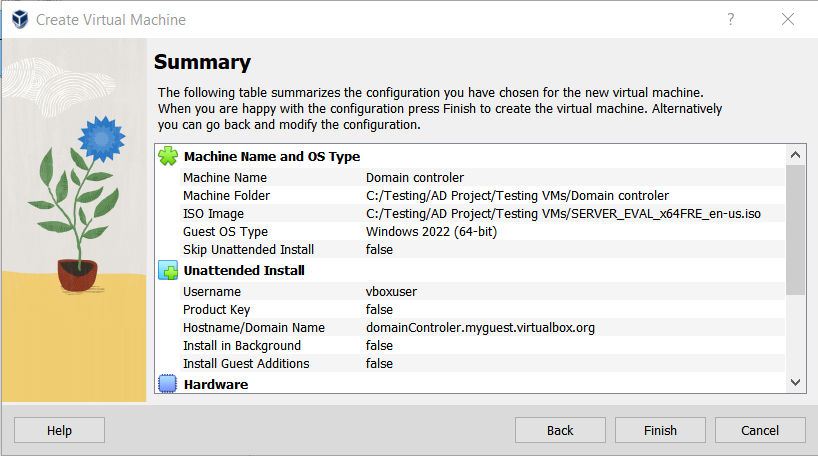 Create Virtual Machine
?
Summary
The following table summarizes the configuration you have chosen for the new virtual machine.
When you are happy with the configuration press Finish to create the virtual machine. Alternatively
you can go back and modify the configuration.
Machine Name and OS Type
Machine Name Domain controler
Machine Folder C:/Testing/AD Project/Testing VMs/Domain controler
ISO Image C:/Testing/AD Project/Testing VMs/SERVER_EVAL_x64FRE_en-us.iso
Guest OS Type Windows 2022 (64-bit)
Skip Unattended Install false
Unattended Install
Username vboxuser
Product Key false
Hostname/Domain Name domainControler.myguest.virtualbox.org
Install in Background false
Install Guest Additions false
Hardware
Help Back Finish Cancel